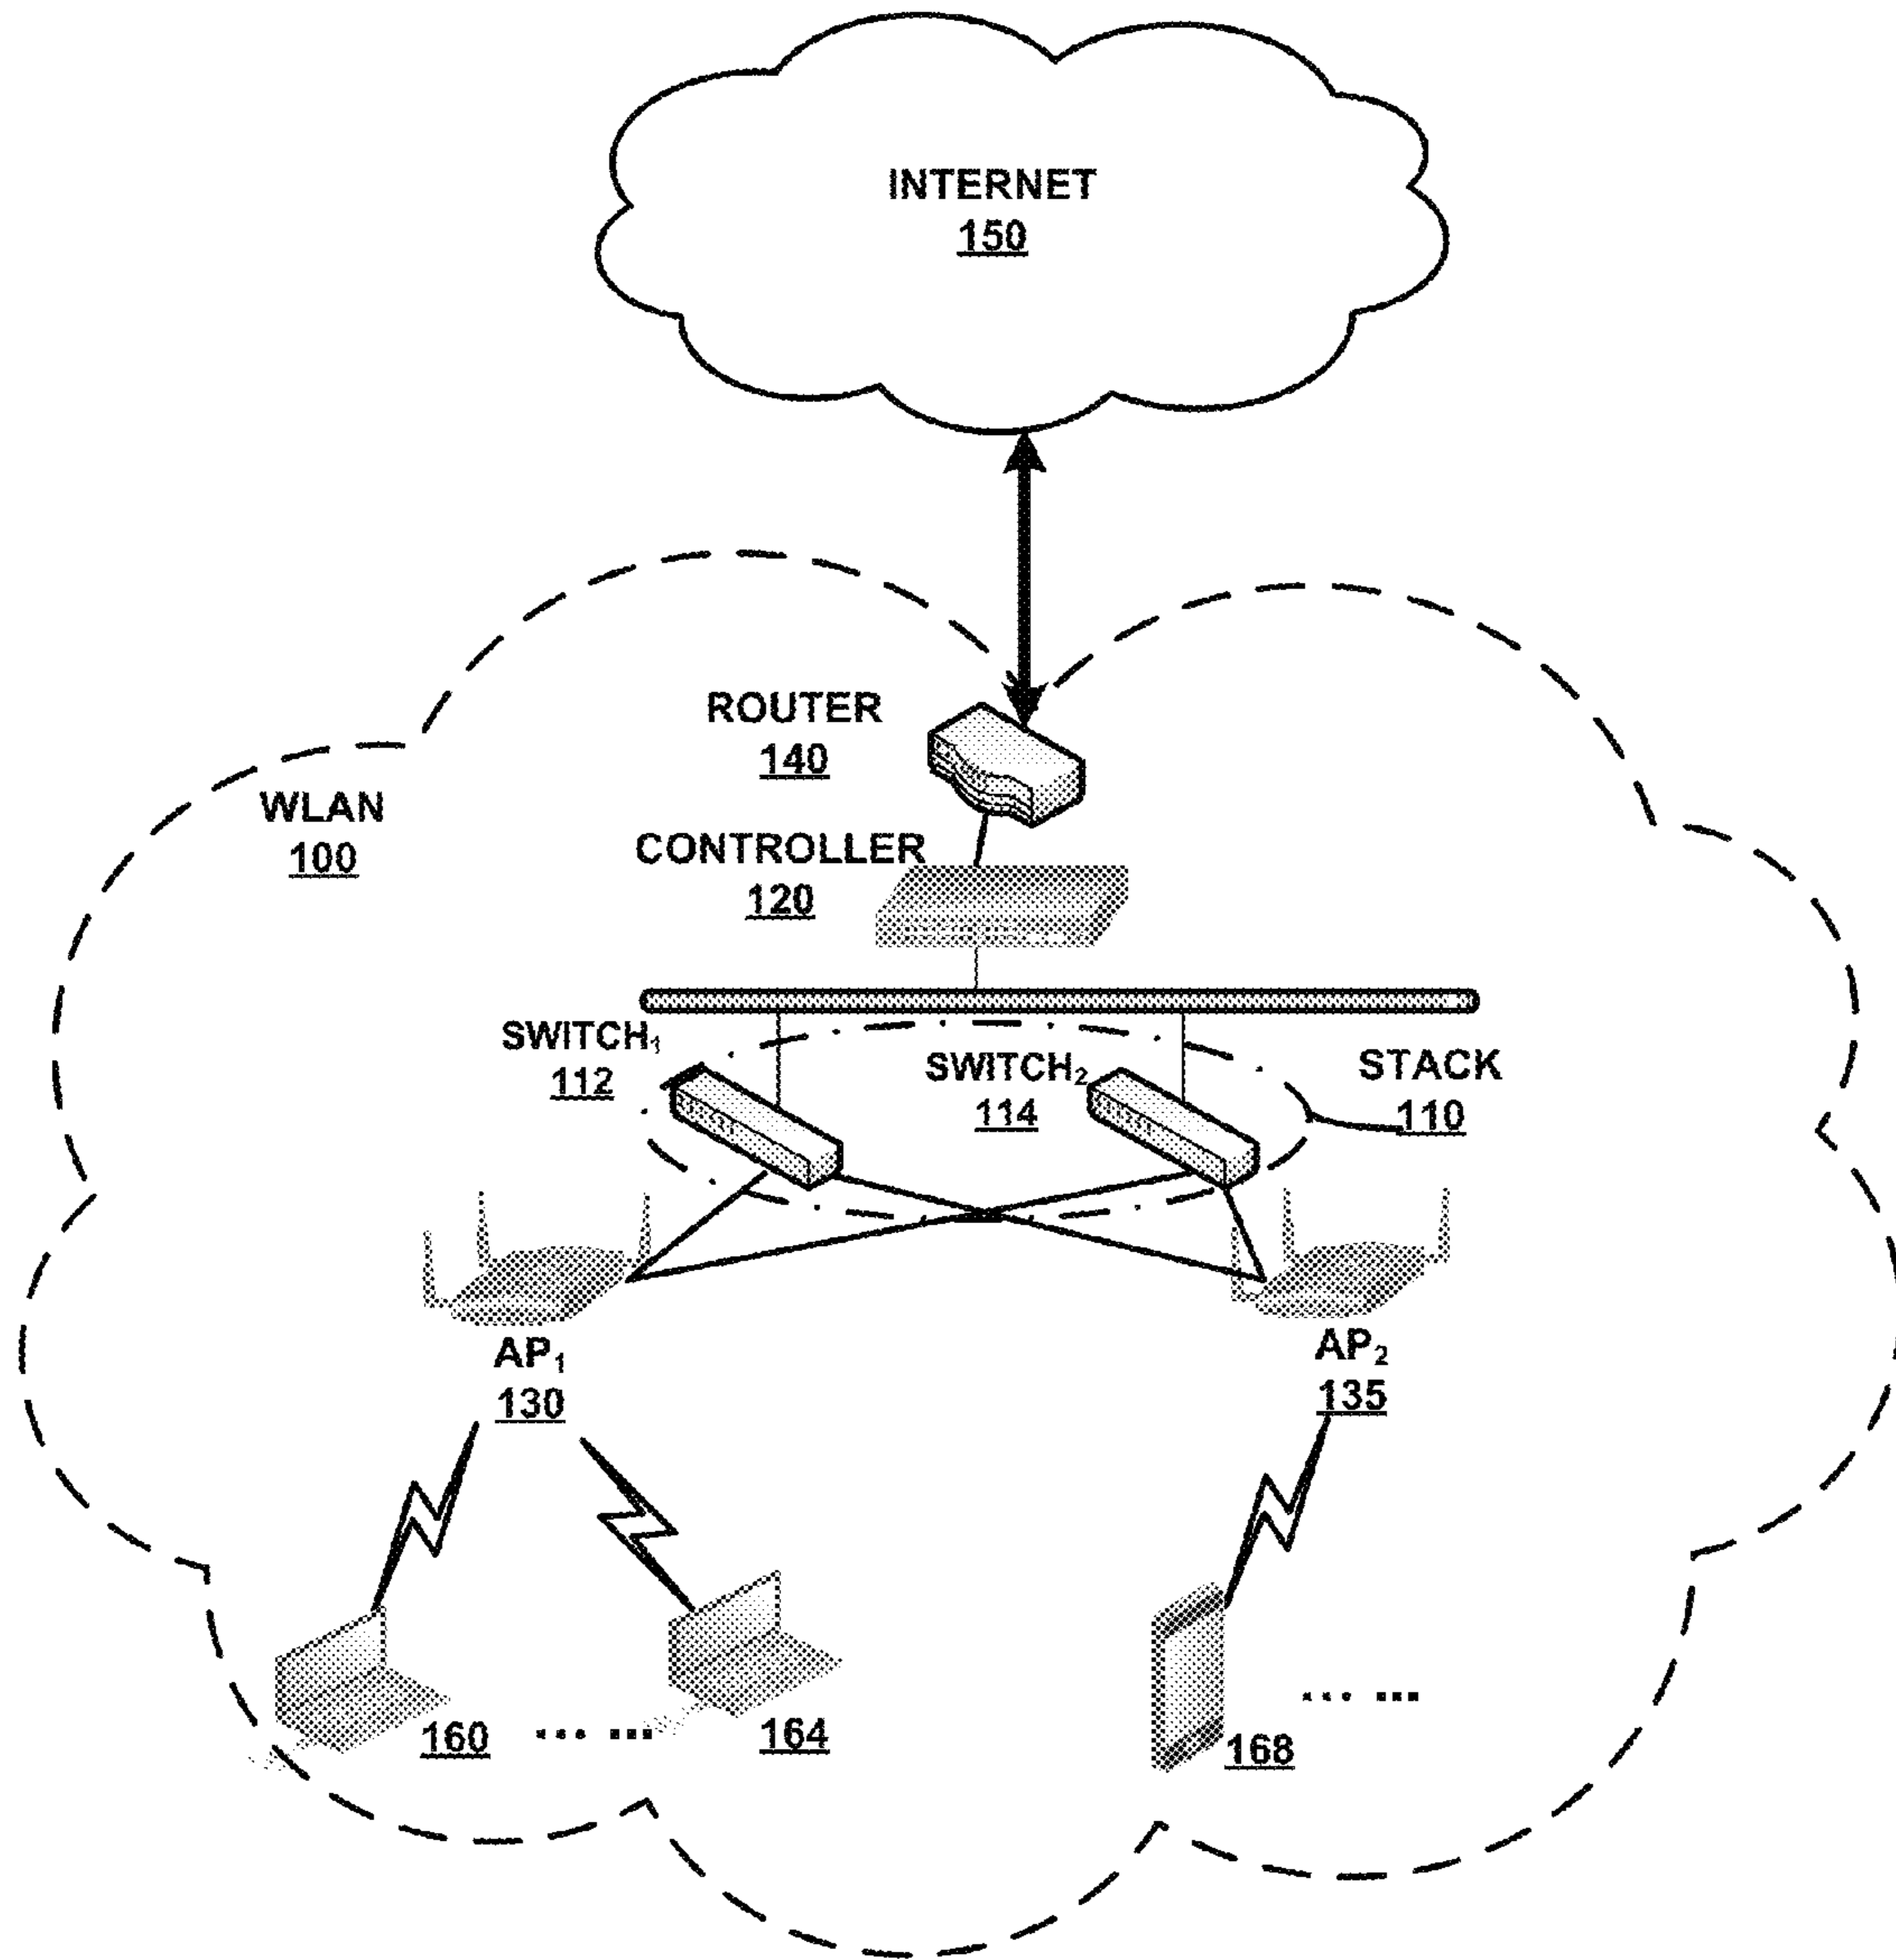 INTERNET
150
ROUTER
140
WLAN
100
CONTROLLER
120
SWITCH₁
112
SWITCH₂
114
STACK
110
AP₁
130
AP₂
135
160
... ...
164
168
... ...